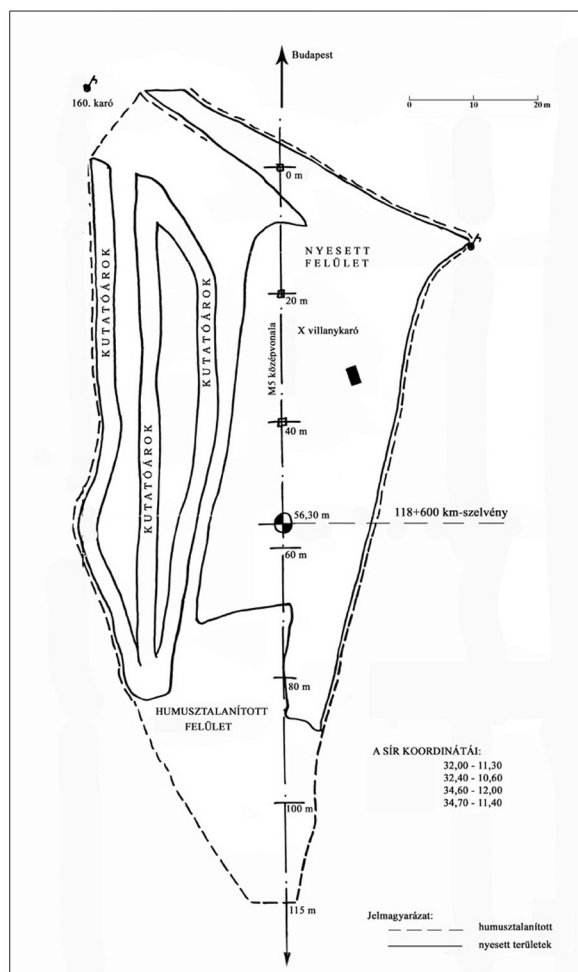 Budapest
160. karó
0 10 20 m
0 m
NYESETT
FELÜLET
KUTATÓÁROK
KUTATÓÁROK
KUTATÓÁROK
20 m
X villanykaró
M5 középvonala
40 m
56,30 m
118+600 km-szelvény
60 m
80 m
HUMUSZTALANÍTOTT
FELÜLET
A SÍR KOORDINÁTÁI:
32,00 - 11,30
32,40 - 10,60
34,60 - 12,00
34,70 - 11,40
100 m
115 m
Jelmagyarázat:
humusztalanított
nyesett területek